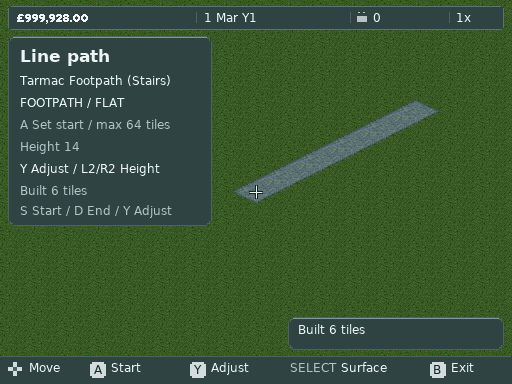 £999,928.00
1 Mar Y1
0
1x
Line path
Tarmac Footpath (Stairs)
FOOTPATH / FLAT
A Set start / max 64 tiles
Height 14
Y Adjust / L2/R2 Height
Built 6 tiles
S Start / D End / Y Adjust
Built 6 tiles
Move
A Start
Y Adjust
SELECT Surface
B Exit